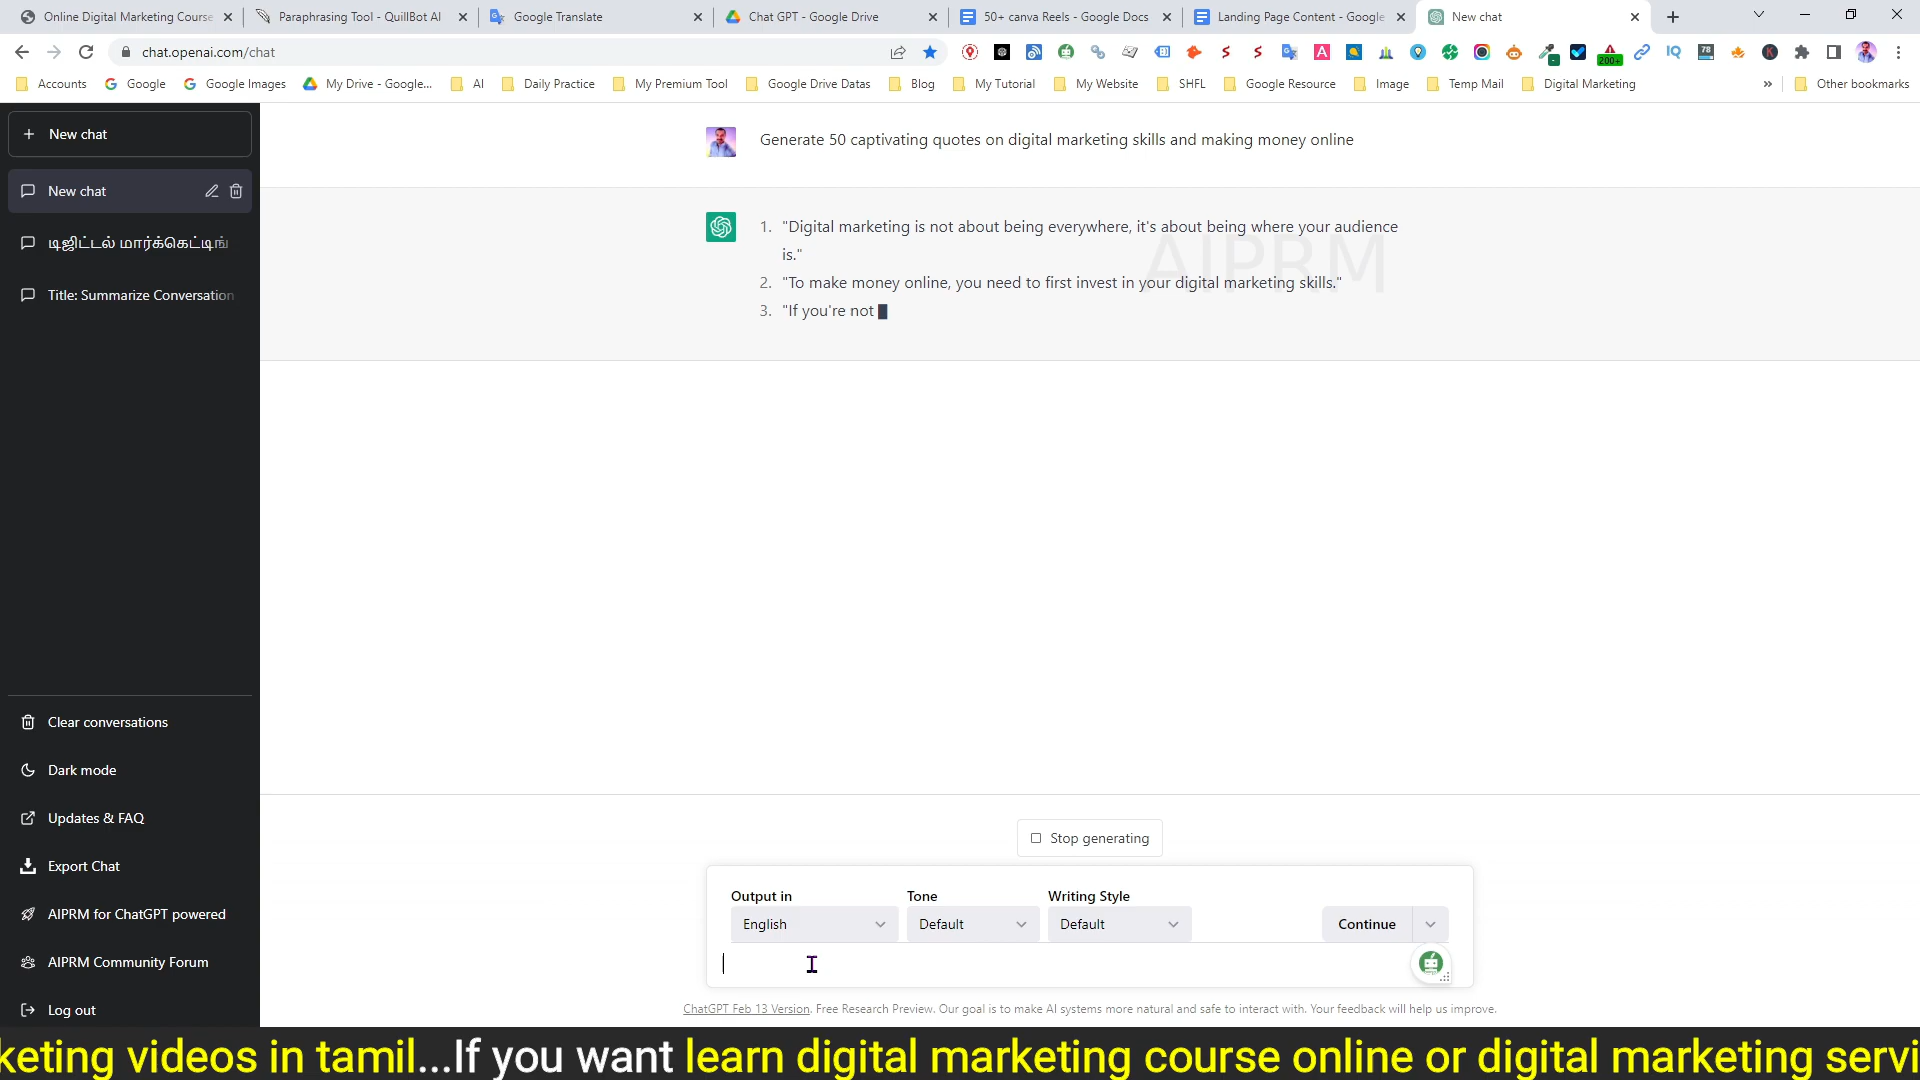 Online Digital Marketing Course
Paraphrasing Tool - QuillBot AI
Google Translate
Chat GPT - Google Drive
50+ canva Reels - Google Docs
Landing Page Content - Google
New chat
chat.openai.com/chat
200+
IQ
78
K
Accounts
Google
Google Images
My Drive - Google...
AI
Daily Practice
My Premium Tool
Google Drive Datas
Blog
My Tutorial
My Website
SHFL
Google Resource
Image
Temp Mail
Digital Marketing
»
Other bookmarks
New chat
New chat
டிஜிட்டல் மார்க்கெட்டிங்
Title: Summarize Conversation
Generate 50 captivating quotes on digital marketing skills and making money online
AIPRM
1. "Digital marketing is not about being everywhere, it's about being where your audience
is."
2. "To make money online, you need to first invest in your digital marketing skills."
3. "If you're not
Clear conversations
Dark mode
Updates & FAQ
Export Chat
AIPRM for ChatGPT powered
AIPRM Community Forum
Log out
Stop generating
Output in
Tone
Writing Style
English
Default
Default
Continue
ChatGPT Feb 13 Version. Free Research Preview. Our goal is to make AI systems more natural and safe to interact with. Your feedback will help us improve.
keting videos in tamil...If you want learn digital marketing course online or digital marketing servi